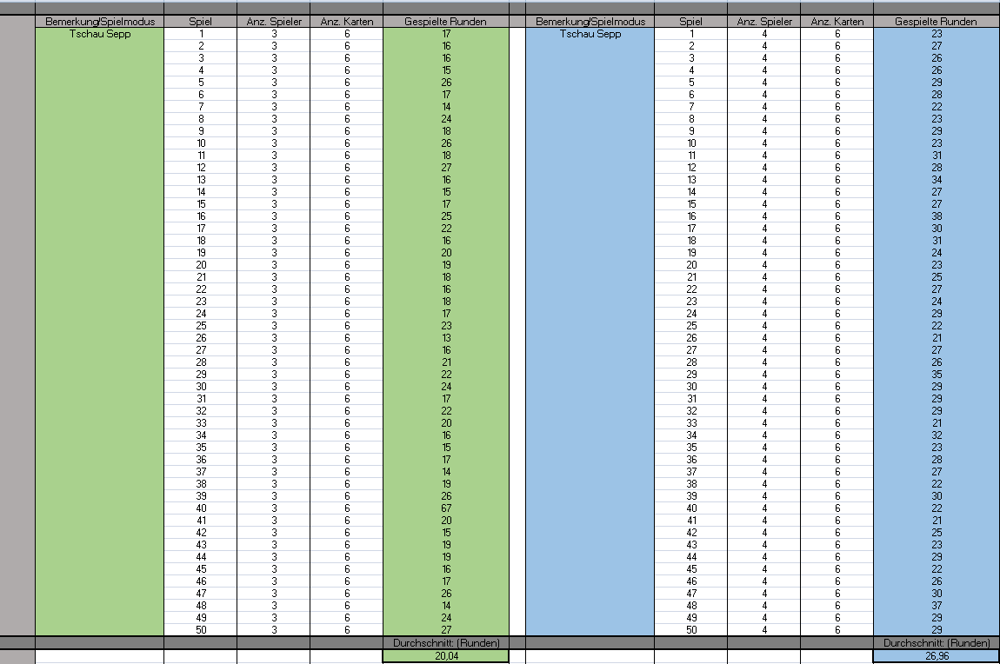 Bemerkung/Spielmodus Spiel Anz. Spieler Anz. Karten Gespielte Runden Bemerkung/Spielmodus Spiel Anz. Spieler Anz. Karten Gespielte Runden
Tschau Sepp 1 3 6 17 Tschau Sepp 1 4 6 23
2 3 6 16 2 4 6 27
3 3 6 16 3 4 6 26
4 3 6 15 4 4 6 26
5 3 6 26 5 4 6 29
6 3 6 17 6 4 6 28
7 3 6 14 7 4 6 22
8 3 6 24 8 4 6 23
9 3 6 18 9 4 6 29
10 3 6 26 10 4 6 23
11 3 6 18 11 4 6 31
12 3 6 27 12 4 6 28
13 3 6 16 13 4 6 34
14 3 6 15 14 4 6 27
15 3 6 17 15 4 6 27
16 3 6 25 16 4 6 38
17 3 6 22 17 4 6 30
18 3 6 16 18 4 6 31
19 3 6 20 19 4 6 24
20 3 6 19 20 4 6 23
21 3 6 18 21 4 6 25
22 3 6 16 22 4 6 27
23 3 6 18 23 4 6 24
24 3 6 17 24 4 6 29
25 3 6 23 25 4 6 22
26 3 6 13 26 4 6 21
27 3 6 16 27 4 6 27
28 3 6 21 28 4 6 26
29 3 6 22 29 4 6 35
30 3 6 24 30 4 6 29
31 3 6 17 31 4 6 29
32 3 6 22 32 4 6 29
33 3 6 20 33 4 6 21
34 3 6 16 34 4 6 32
35 3 6 15 35 4 6 23
36 3 6 17 36 4 6 28
37 3 6 14 37 4 6 27
38 3 6 19 38 4 6 22
39 3 6 26 39 4 6 30
40 3 6 67 40 4 6 22
41 3 6 20 41 4 6 21
42 3 6 15 42 4 6 25
43 3 6 19 43 4 6 23
44 3 6 19 44 4 6 29
45 3 6 16 45 4 6 22
46 3 6 17 46 4 6 26
47 3 6 26 47 4 6 30
48 3 6 14 48 4 6 37
49 3 6 24 49 4 6 29
50 3 6 27 50 4 6 29
Durchschnitt: (Runden) Durchschnitt: (Runden)
20,04 26,96